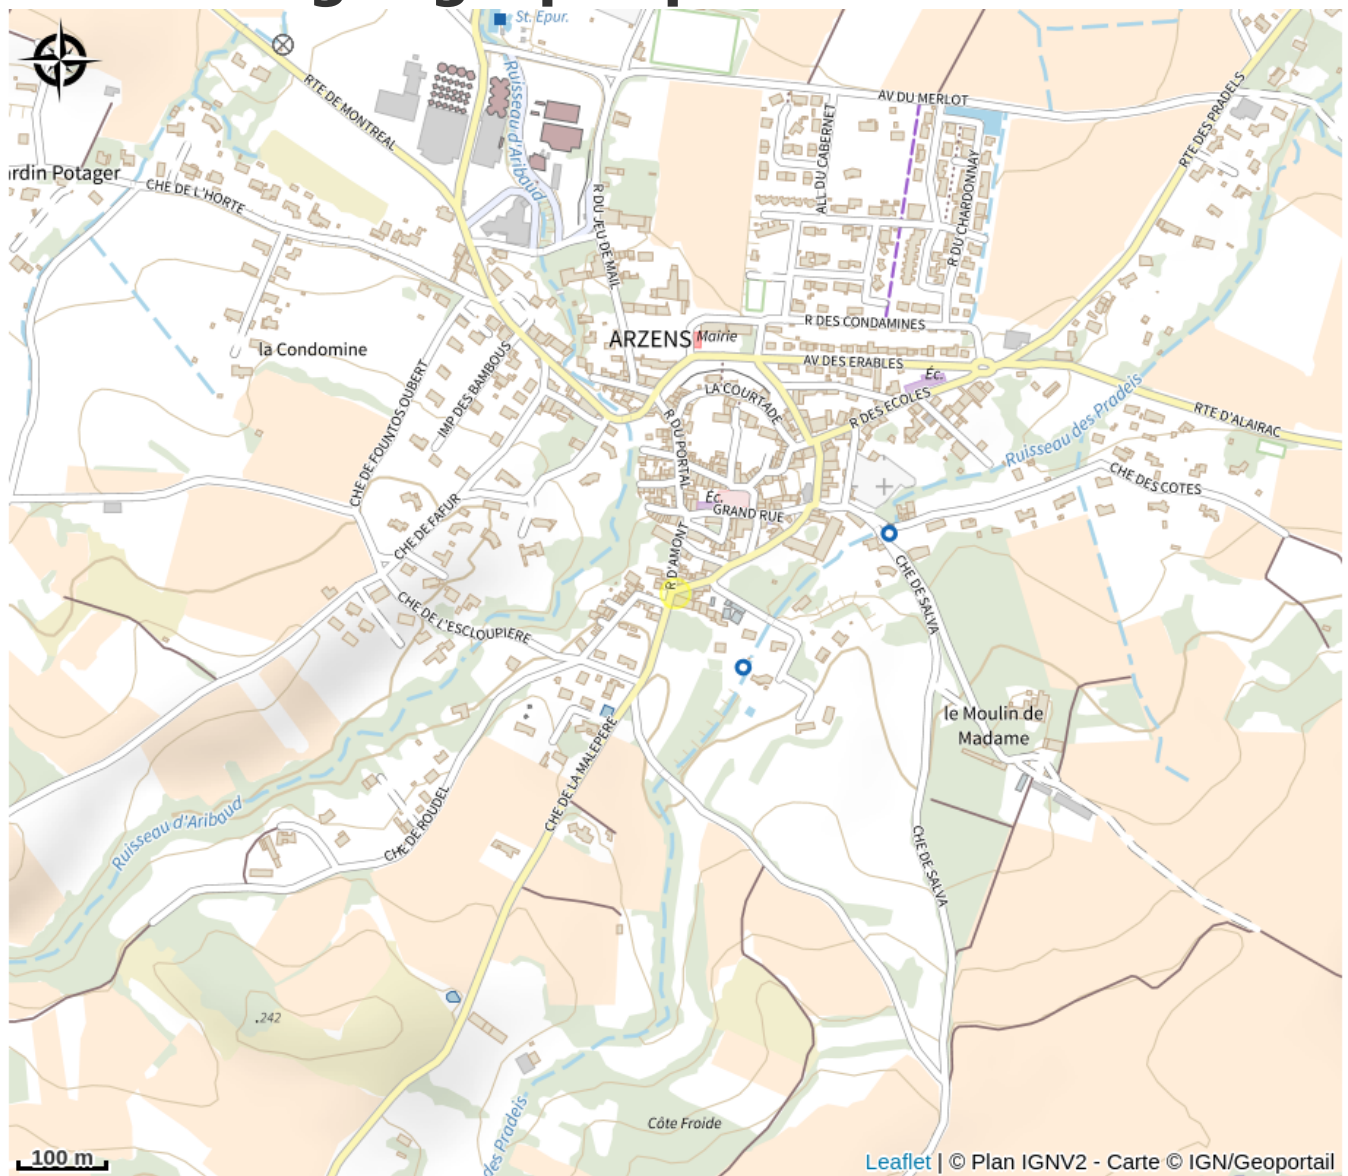 St. Epur.
Ruisseau d'Aribaud
RTE DE MONTREAL
AV DU MERLOT
RTE DES PRADELS
ALL DU CABERNET
R DU CHARDONNAY
ardin Potager
CHE DE L'HORTE
R DU JEU DE MAIL
R DES CONDAMINES
ARZENS
Mairie
la Condomine
AV DES ERABLES
Éc.
IMP DES BAMBOUS
CHE DE FOUNTOS OUBERT
LA COURTADE
R DES ECOLES
RTE D'ALAIRAC
R DU PORTAL
Ruisseau des Pradeis
CHE DES COTES
Éc.
GRAND RUE
CHE DE FAFUR
R D'AMONT
CHE DE SALVA
CHE DE L'ESCLOUPIERE
le Moulin de
Madame
CHE DE LA MALEPERE
Ruisseau d'Aribaud
CHE DE ROUDEL
CHE DE SALVA
.242
des Pradeis
Côte Froide
100 m
Leaflet | © Plan IGNV2 - Carte © IGN/Geoportail